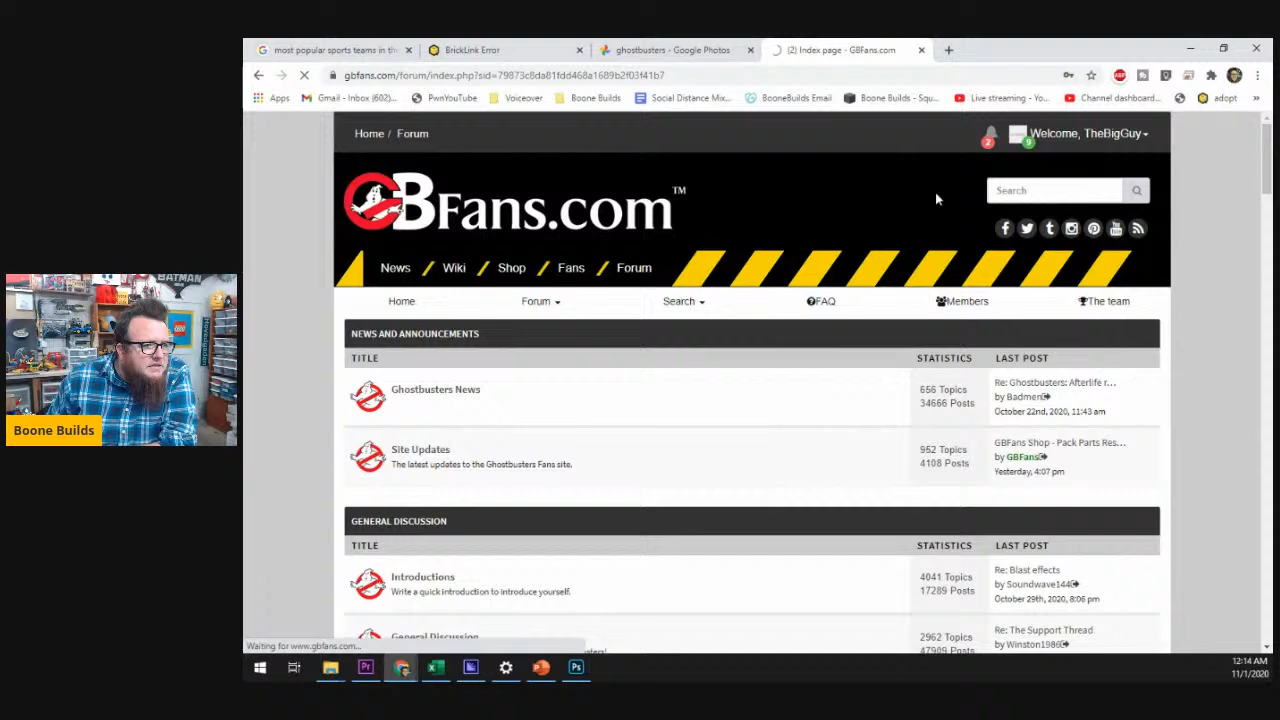 most popular sports teams in th
BrickLink Error
ghostbusters - Google Photos
(2) Index page - GBFans.com
gbfans.com/forum/index.php?sid=79873c8da81fdd468a1689b2f03f41b7
Apps
Gmail - Inbox (602)...
PwnYouTube
Voiceover
Boone Builds
Social Distance Mix...
BooneBuilds Email
Boone Builds - Squ...
Live streaming - Yo...
Channel dashboard...
adopt
Home / Forum
2
9
Welcome, TheBigGuy
GBFans.com™
Search
News / Wiki / Shop / Fans / Forum
Home
Forum
Search
FAQ
Members
The team
NEWS AND ANNOUNCEMENTS
TITLE STATISTICS LAST POST
Ghostbusters News
656 Topics
34666 Posts
Re: Ghostbusters: Afterlife r...
by Badmen
October 22nd, 2020, 11:43 am
Site Updates
The latest updates to the Ghostbusters Fans site.
952 Topics
4108 Posts
GBFans Shop - Pack Parts Res...
by GBFans
Yesterday, 4:07 pm
GENERAL DISCUSSION
TITLE STATISTICS LAST POST
Introductions
Write a quick introduction to introduce yourself.
4041 Topics
17289 Posts
Re: Blast effects
by Soundwave144
October 29th, 2020, 8:06 pm
General Discussion
2962 Topics
47909 Posts
Re: The Support Thread
by Winston1986
Waiting for www.gbfans.com...
12:14 AM
11/1/2020
BATMAN
LEGO
Boone Builds